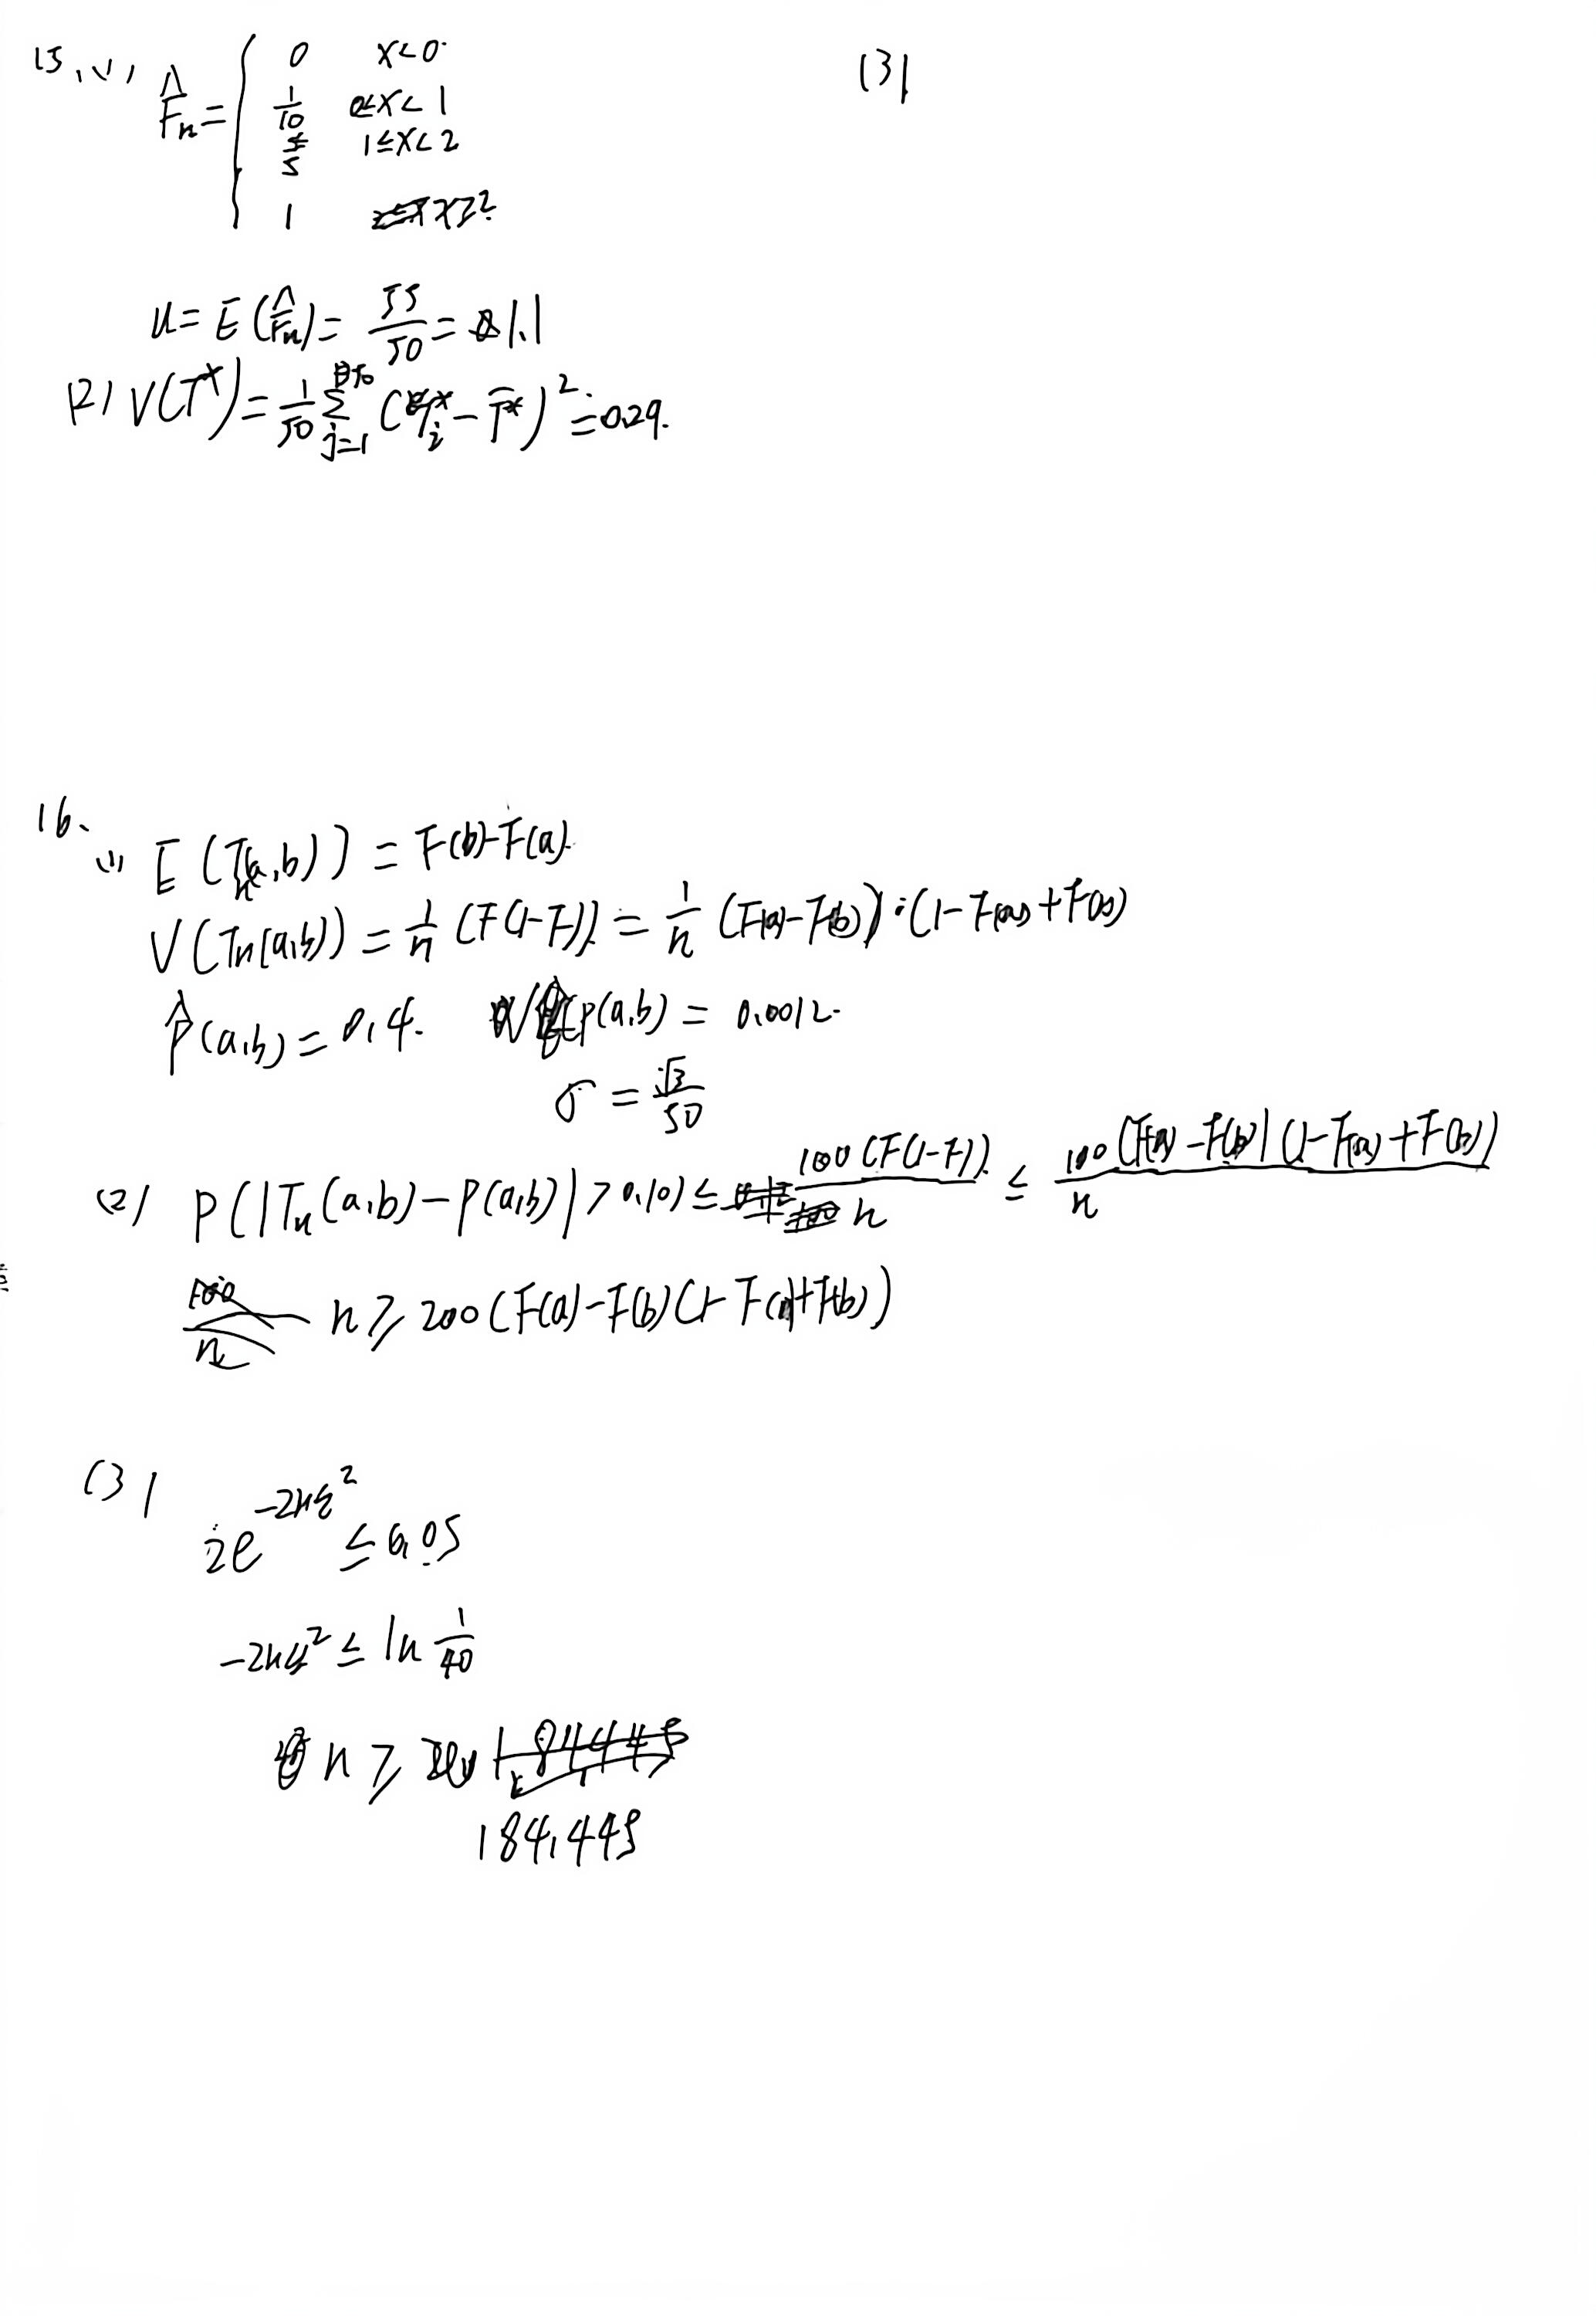 15、(1) F̂n = { 0 x<0
1/10 0≤x<1
4/5 1≤x<2
1 x≥2
u = E(F̂n) = 55/50 = 1.1
(2) V(T*) = 1/50 Σ j=1 (T*i − T̄*)² ≐ 0.29.
(3)
16、
(1) E(Tn(a,b)) = F(b)-F(a).
V(Tn(a,b)) = 1/n (F(1-F)) = 1/n (F(a)-F(b))·(1-F(a)+F(b))
P̂(a,b) = 0.4. P(a,b) = 0.0012.
σ = √3/50
(2) P(|Tn(a,b)-P(a,b)|>0.10) ≤ 100(F(1-F))/n ≤ 100(F(a)-F(b))(1-F(a)+F(b))/n
n ≥ 200(F(a)-F(b)(1-F(a)+F(b))
(3)
2e^(-2nε²) ≤ 0.05
-2nε² ≤ ln 1/40
n ≥
184.445